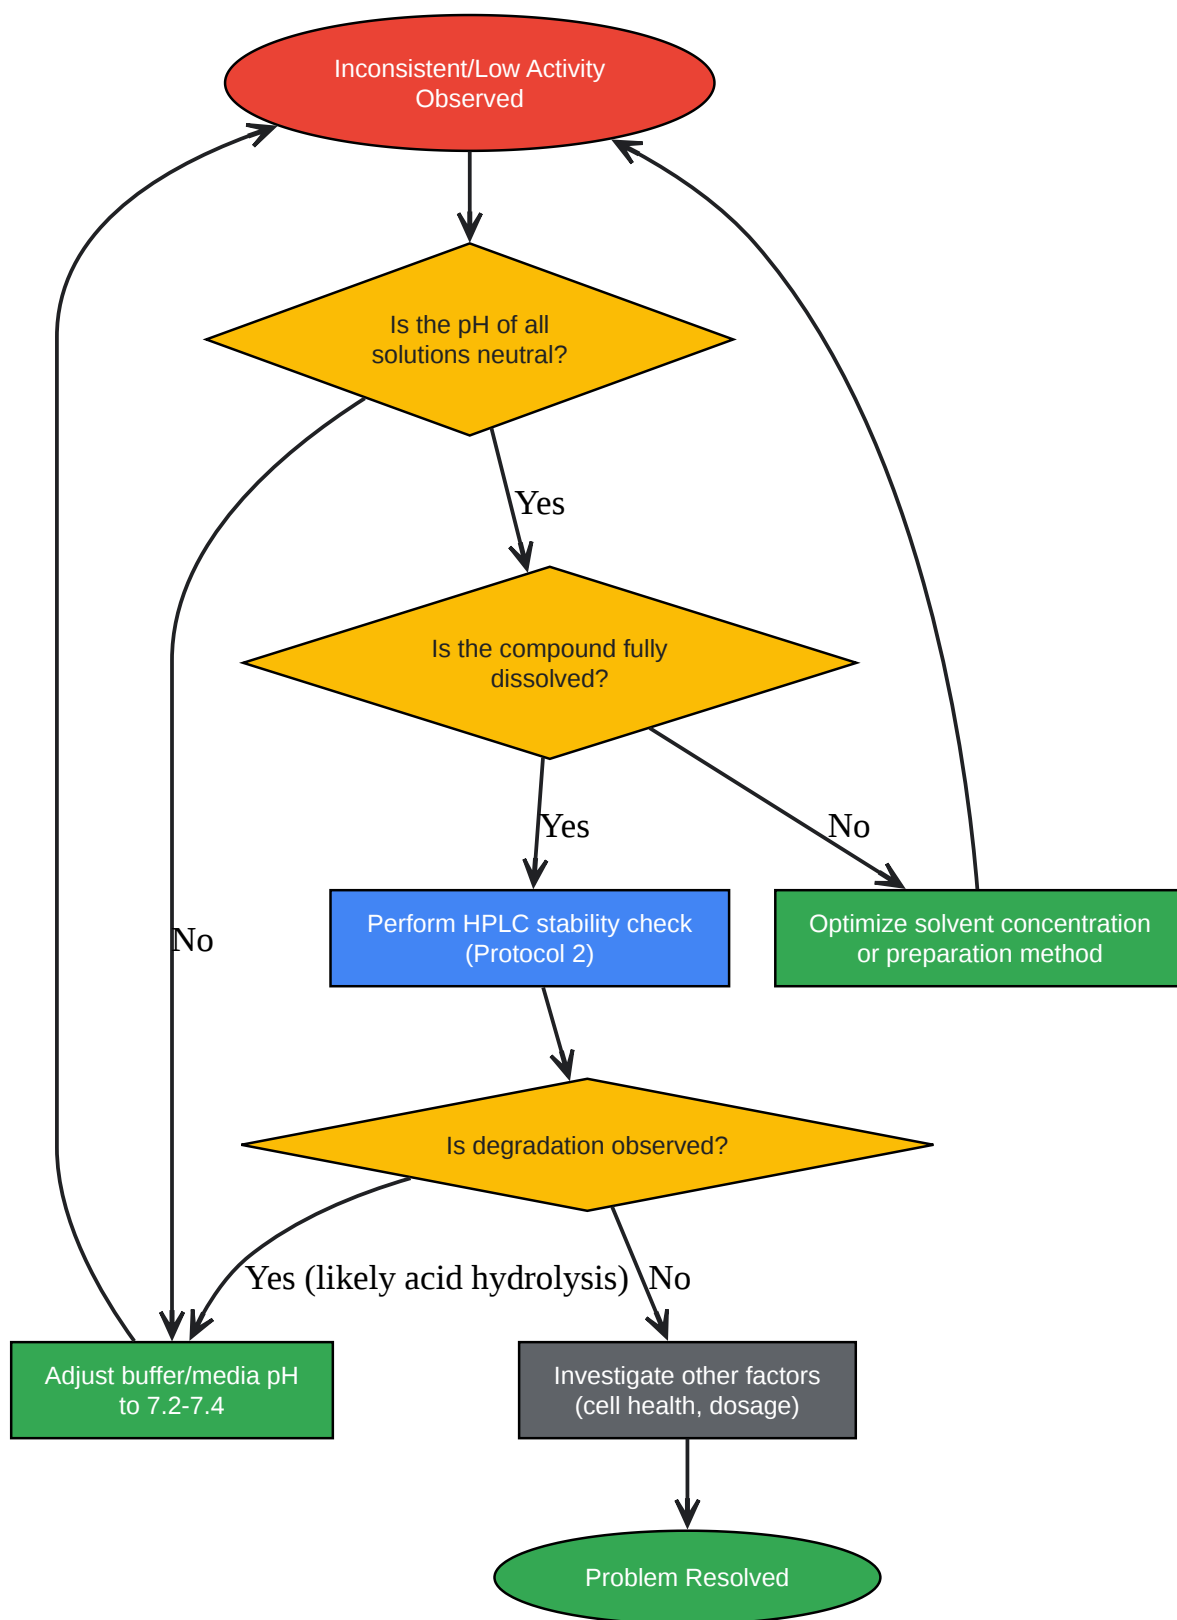 Inconsistent/Low Activity
Observed
Is the pH of all
solutions neutral?
Yes
Is the compound fully
dissolved?
Yes
No
Perform HPLC stability check
(Protocol 2)
Optimize solvent concentration
or preparation method
No
Is degradation observed?
Yes (likely acid hydrolysis)
No
Adjust buffer/media pH
to 7.2-7.4
Investigate other factors
(cell health, dosage)
Problem Resolved